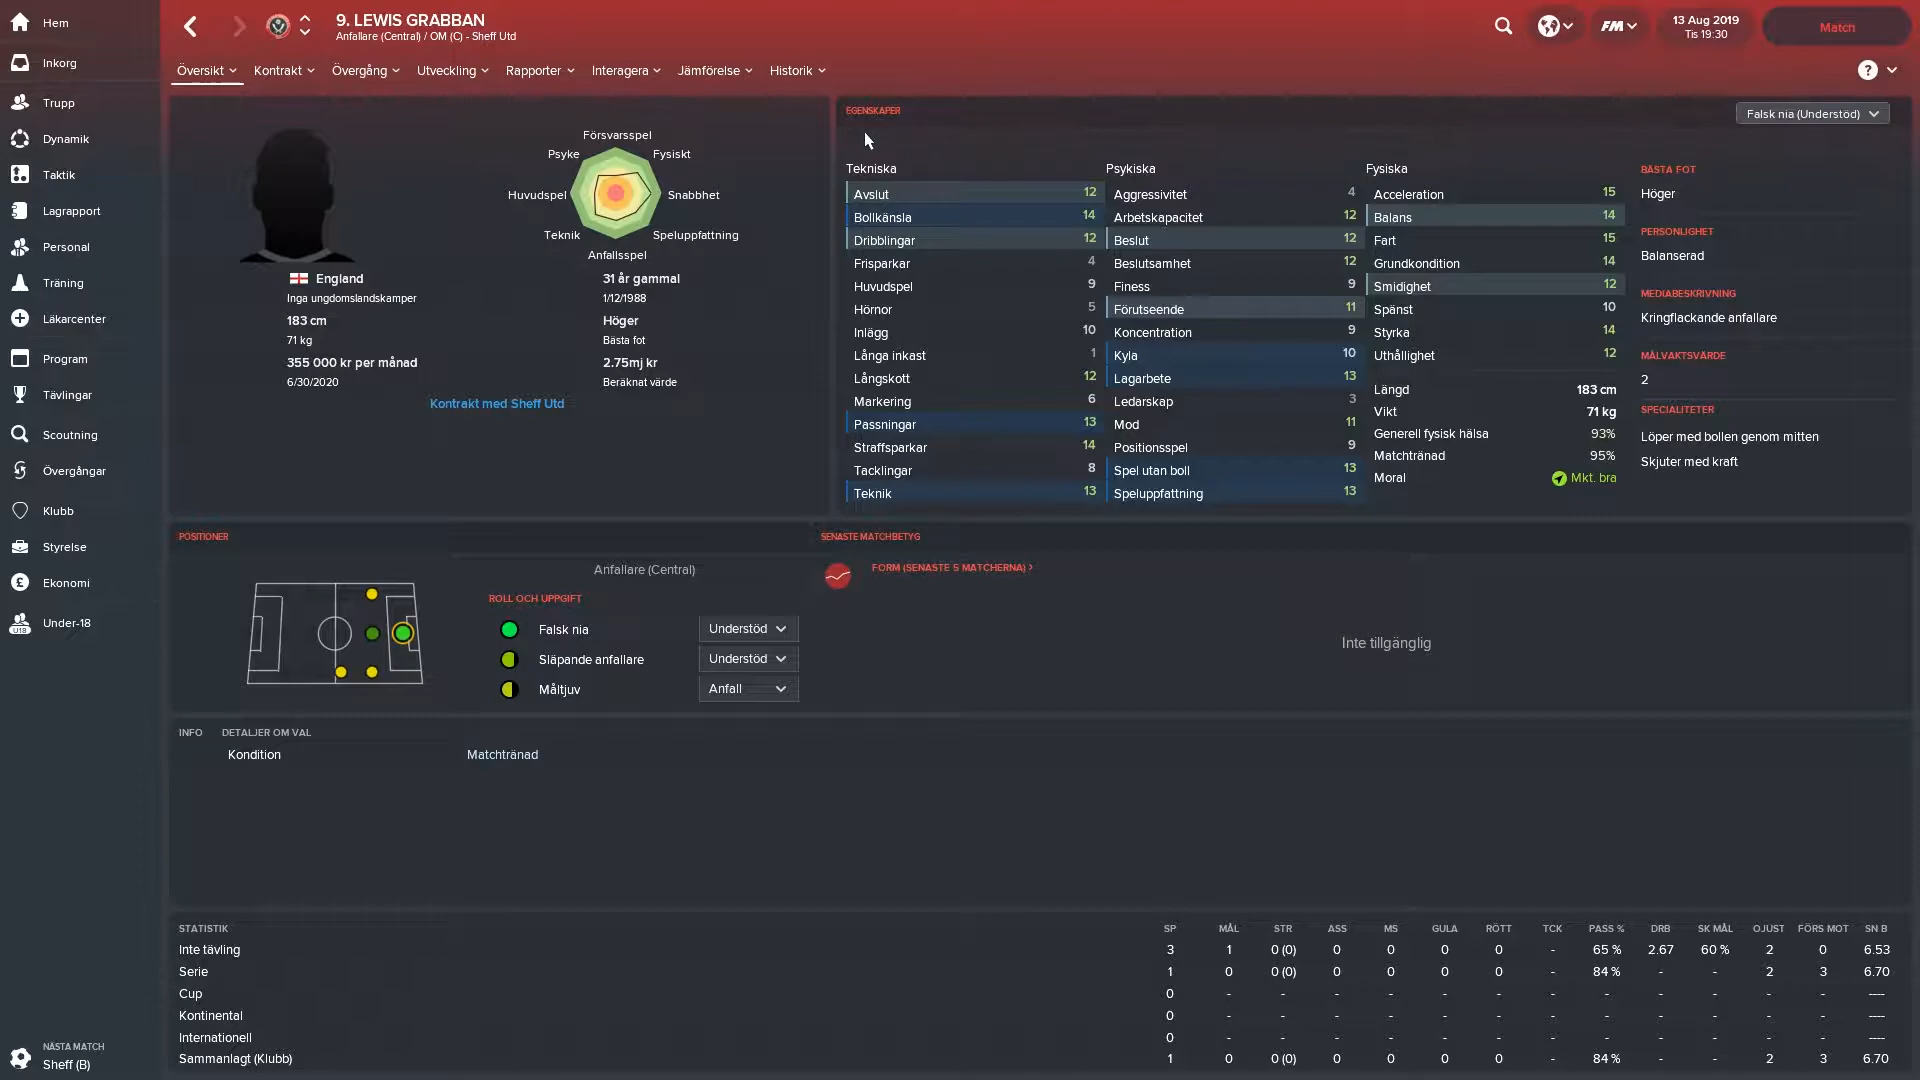 Hem
Inkorg
Trupp
Dynamik
Taktik
Lagrapport
Personal
Träning
Läkarcenter
Program
Tävlingar
Scoutning
Övergångar
Klubb
Styrelse
Ekonomi
U18 Under-18
NÄSTA MATCH
Sheff (B)
9. LEWIS GRABBAN
Anfallare (Central) / OM (C) - Sheff Utd
FM
13 Aug 2019
Tis 19:30
Match
Översikt Kontrakt Övergång Utveckling Rapporter Interagera Jämförelse Historik
?
Försvarsspel
Psyke Fysiskt
Huvudspel Snabbhet
Teknik Speluppfattning
Anfallsspel
England 31 år gammal
Inga ungdomslandskamper 1/12/1988
183 cm Höger
71 kg Bästa fot
355 000 kr per månad 2.75mj kr
6/30/2020 Beräknat värde
Kontrakt med Sheff Utd
EGENSKAPER
Falsk nia (Understöd)
Tekniska
Avslut 12
Bollkänsla 14
Dribblingar 12
Frisparkar 4
Huvudspel 9
Hörnor 5
Inlägg 10
Långa inkast 1
Långskott 12
Markering 6
Passningar 13
Straffsparkar 14
Tacklingar 8
Teknik 13
Psykiska
Aggressivitet 4
Arbetskapacitet 12
Beslut 12
Beslutsamhet 12
Finess 9
Förutseende 11
Koncentration 9
Kyla 10
Lagarbete 13
Ledarskap 3
Mod 11
Positionsspel 9
Spel utan boll 13
Speluppfattning 13
Fysiska
Acceleration 15
Balans 14
Fart 15
Grundkondition 14
Smidighet 12
Spänst 10
Styrka 14
Uthållighet 12
Längd 183 cm
Vikt 71 kg
Generell fysisk hälsa 93%
Matchtränad 95%
Moral Mkt. bra
BÄSTA FOT
Höger
PERSONLIGHET
Balanserad
MEDIABESKRIVNING
Kringflackande anfallare
MÅLVAKTSVÄRDE
2
SPECIALITETER
Löper med bollen genom mitten
Skjuter med kraft
POSITIONER
Anfallare (Central)
ROLL OCH UPPGIFT
Falsk nia Understöd
Släpande anfallare Understöd
Måltjuv Anfall
SENASTE MATCHBETYG
FORM (SENASTE 5 MATCHERNA) >
Inte tillgänglig
INFO DETALJER OM VAL
Kondition Matchtränad
STATISTIK SP MÅL STR ASS MS GULA RÖTT TCK PASS % DRB SK MÅL OJUST FÖRS MOT SN B
Inte tävling 3 1 0 (0) 0 0 0 0 - 65 % 2.67 60 % 2 0 6.53
Serie 1 0 0 (0) 0 0 0 0 - 84 % - - 2 3 6.70
Cup 0 - - - - - - - - - - - - ----
Kontinental 0 - - - - - - - - - - - - ----
Internationell 0 - - - - - - - - - - - - ----
Sammanlagt (Klubb) 1 0 0 (0) 0 0 0 0 - 84 % - - 2 3 6.70